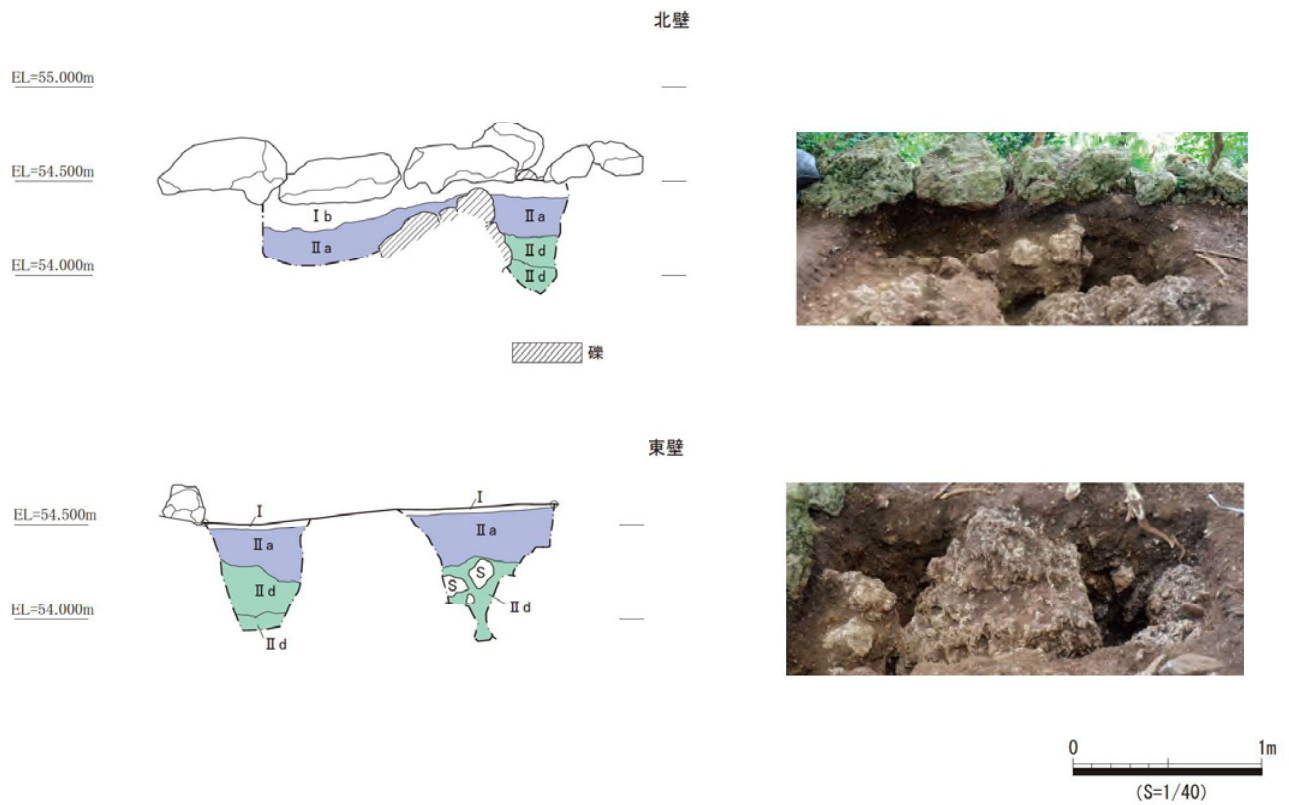 北壁
EL=55.000m
EL=54.500m
Ⅰb
Ⅱa
Ⅱa
Ⅱd
EL=54.000m
Ⅱd
礫
東壁
Ⅰ
Ⅰ
EL=54.500m
Ⅱa
Ⅱa
S
S
Ⅱd
Ⅱd
EL=54.000m
Ⅱd
0 1m
(S=1/40)